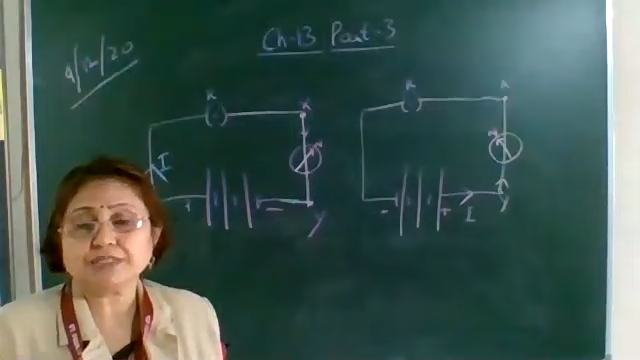 Ch-13 Part-3
9/12/20
K X K X
I
+ - Y - + I Y